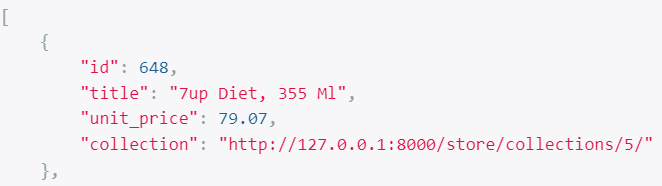 [
    {
        "id": 648,
        "title": "7up Diet, 355 Ml",
        "unit_price": 79.07,
        "collection": "http://127.0.0.1:8000/store/collections/5/"
    },